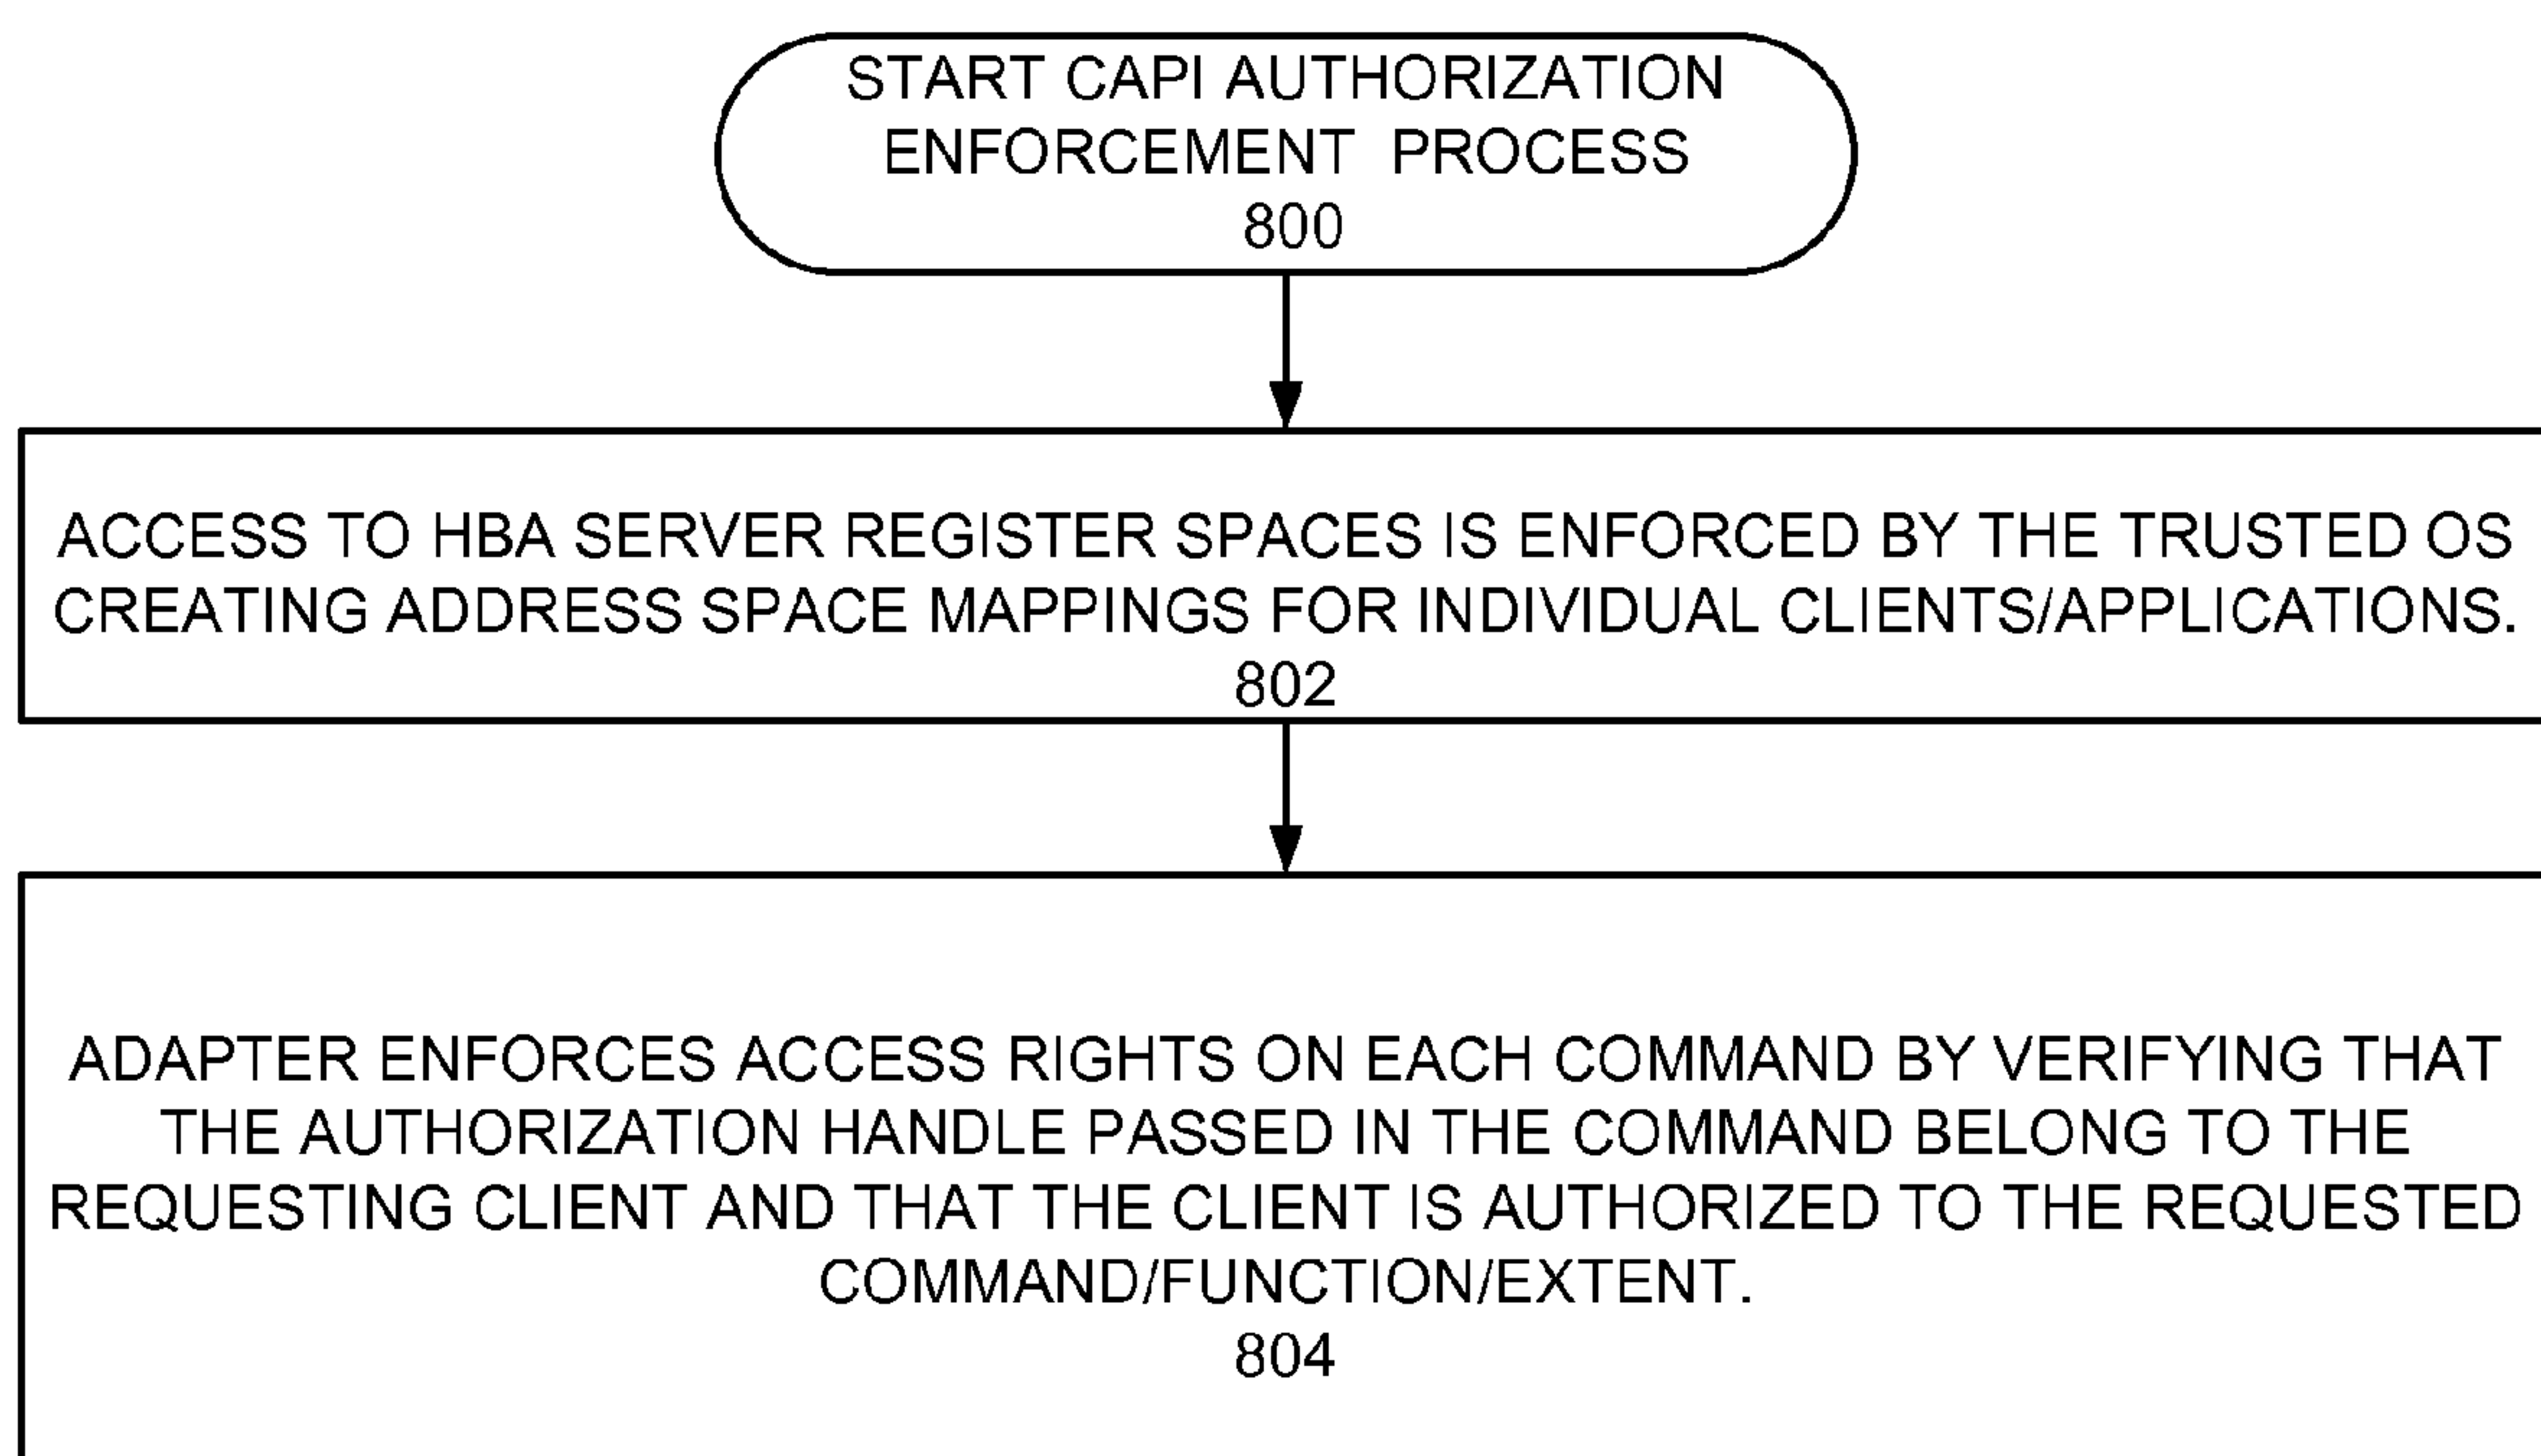 START CAPI AUTHORIZATION
ENFORCEMENT PROCESS
800
ACCESS TO HBA SERVER REGISTER SPACES IS ENFORCED BY THE TRUSTED OS
CREATING ADDRESS SPACE MAPPINGS FOR INDIVIDUAL CLIENTS/APPLICATIONS.
802
ADAPTER ENFORCES ACCESS RIGHTS ON EACH COMMAND BY VERIFYING THAT
THE AUTHORIZATION HANDLE PASSED IN THE COMMAND BELONG TO THE
REQUESTING CLIENT AND THAT THE CLIENT IS AUTHORIZED TO THE REQUESTED
COMMAND/FUNCTION/EXTENT.
804